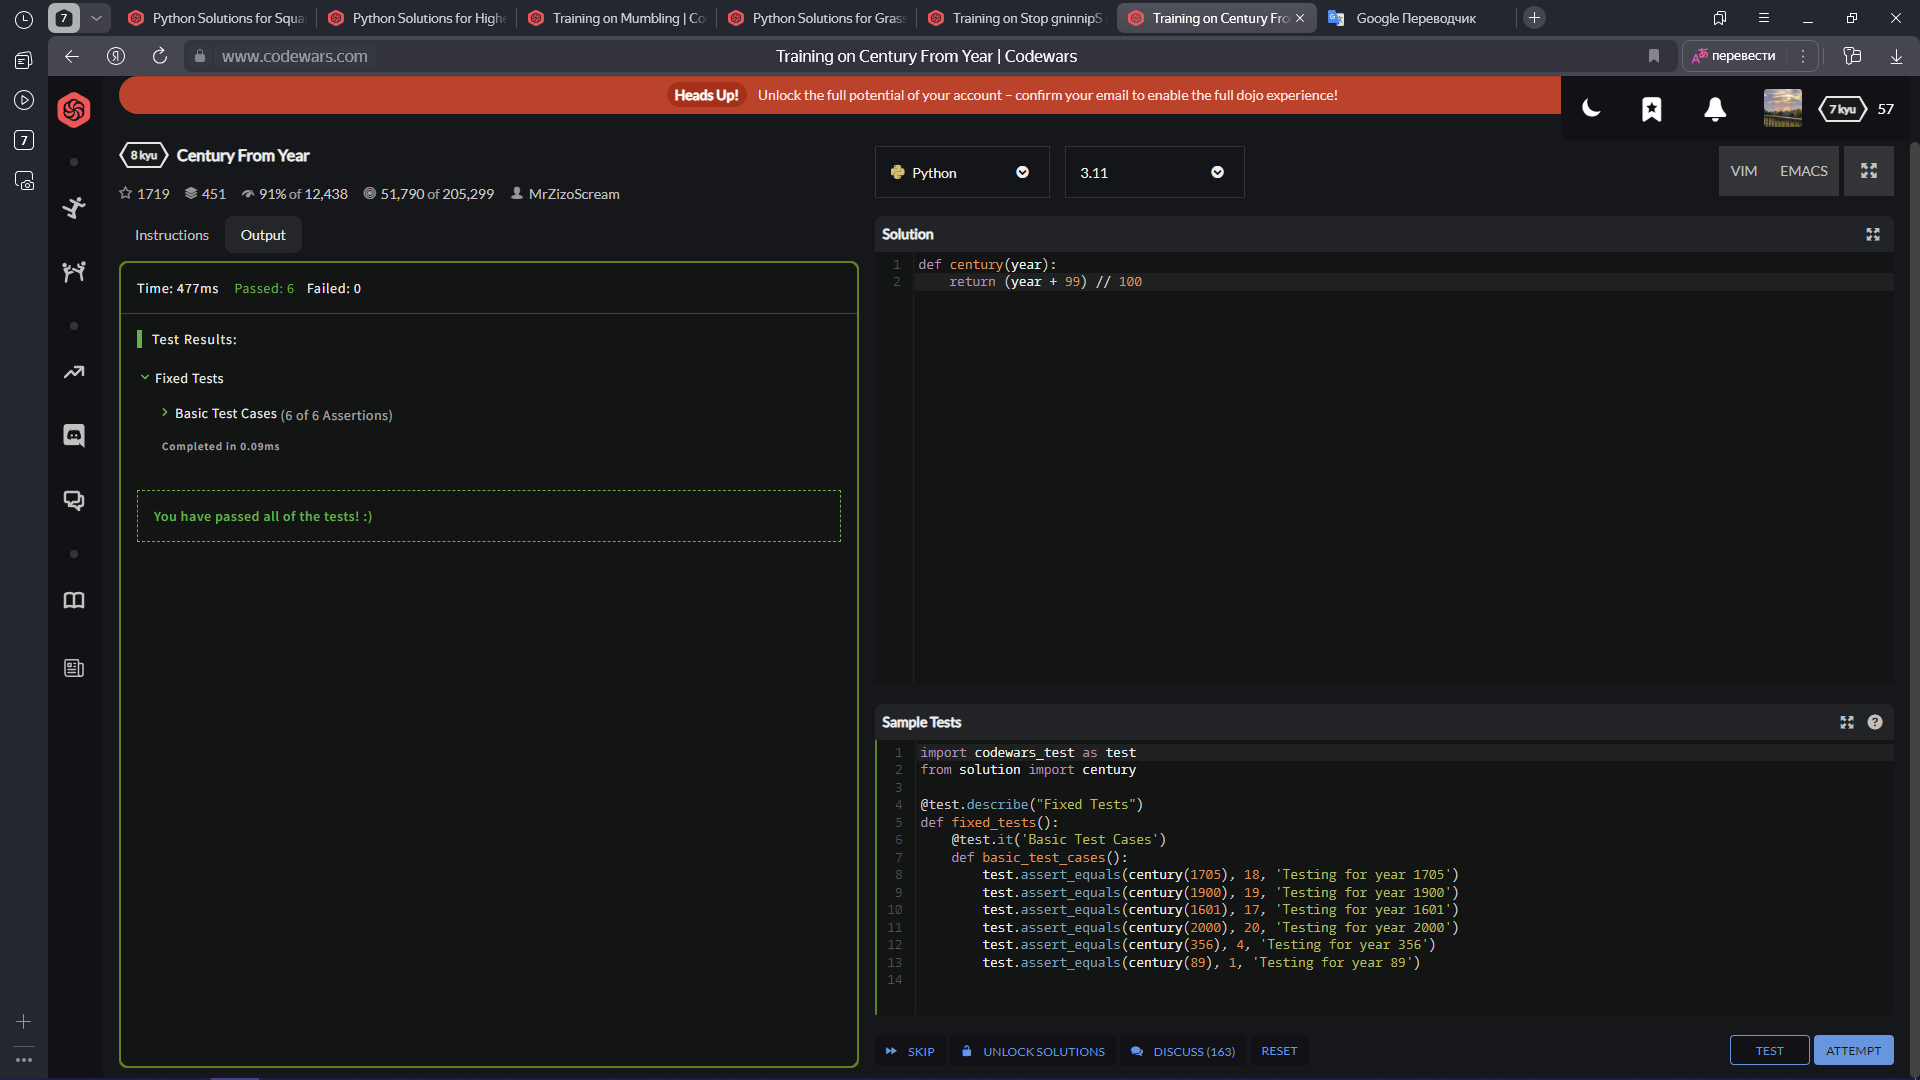 7
Python Solutions for Squa
Python Solutions for Highe
Training on Mumbling | Co
Python Solutions for Grass
Training on Stop gninnipS
Training on Century Fro
Google Переводчик
www.codewars.com
Training on Century From Year | Codewars
перевести
7
Heads Up! Unlock the full potential of your account – confirm your email to enable the full dojo experience!
7 kyu 57
8 kyu Century From Year
1719 451 91% of 12,438 51,790 of 205,299 MrZizoScream
Instructions Output
Time: 477ms Passed: 6 Failed: 0
Test Results:
Fixed Tests
Basic Test Cases (6 of 6 Assertions)
Completed in 0.09ms
You have passed all of the tests! :)
Python 3.11 VIM EMACS
Solution
1 def century(year):
2     return (year + 99) // 100
Sample Tests
1 import codewars_test as test
2 from solution import century
3
4 @test.describe("Fixed Tests")
5 def fixed_tests():
6     @test.it('Basic Test Cases')
7     def basic_test_cases():
8         test.assert_equals(century(1705), 18, 'Testing for year 1705')
9         test.assert_equals(century(1900), 19, 'Testing for year 1900')
10         test.assert_equals(century(1601), 17, 'Testing for year 1601')
11         test.assert_equals(century(2000), 20, 'Testing for year 2000')
12         test.assert_equals(century(356), 4, 'Testing for year 356')
13         test.assert_equals(century(89), 1, 'Testing for year 89')
14
SKIP UNLOCK SOLUTIONS DISCUSS (163) RESET TEST ATTEMPT